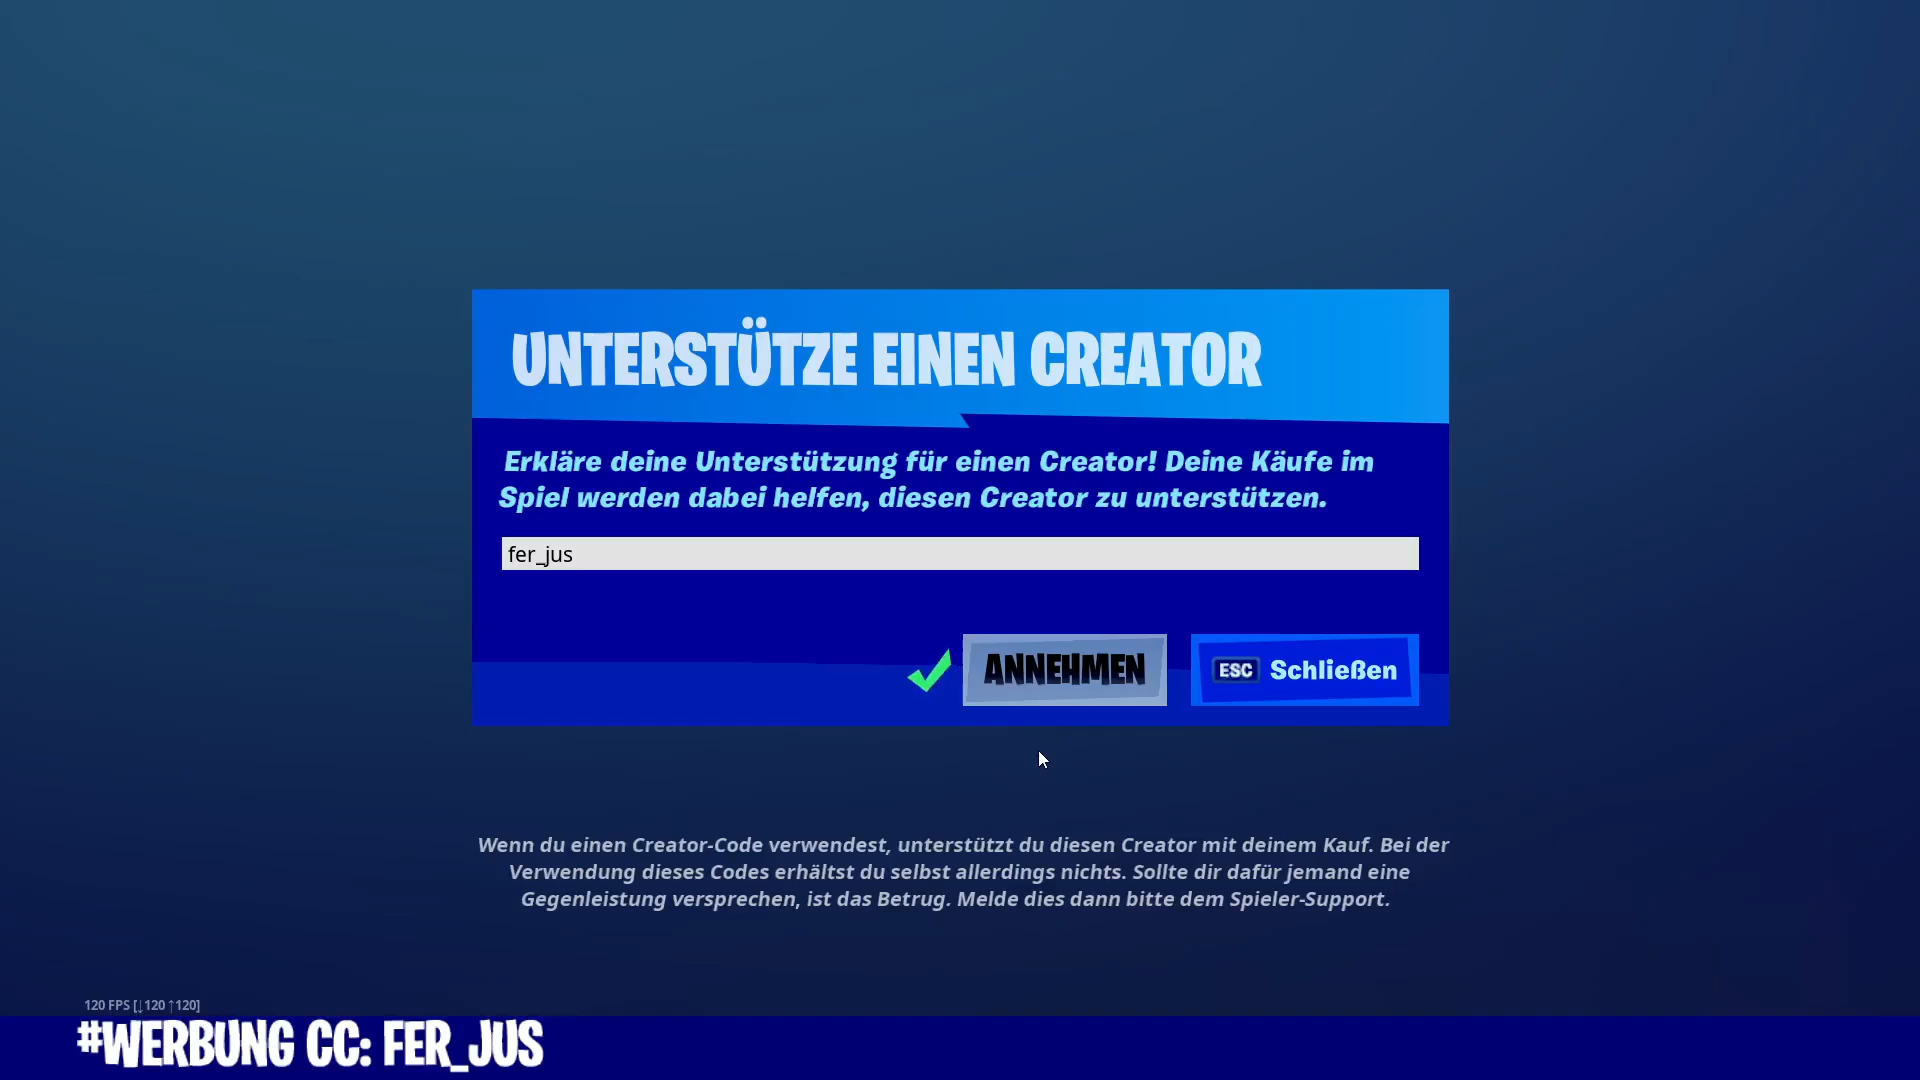 UNTERSTÜTZE EINEN CREATOR
Erkläre deine Unterstützung für einen Creator! Deine Käufe im
Spiel werden dabei helfen, diesen Creator zu unterstützen.
fer_jus
ANNEHMEN
ESC Schließen
Wenn du einen Creator-Code verwendest, unterstützt du diesen Creator mit deinem Kauf. Bei der
Verwendung dieses Codes erhältst du selbst allerdings nichts. Sollte dir dafür jemand eine
Gegenleistung versprechen, ist das Betrug. Melde dies dann bitte dem Spieler-Support.
120 FPS [↓120 ↑120]
#WERBUNG CC: FER_JUS